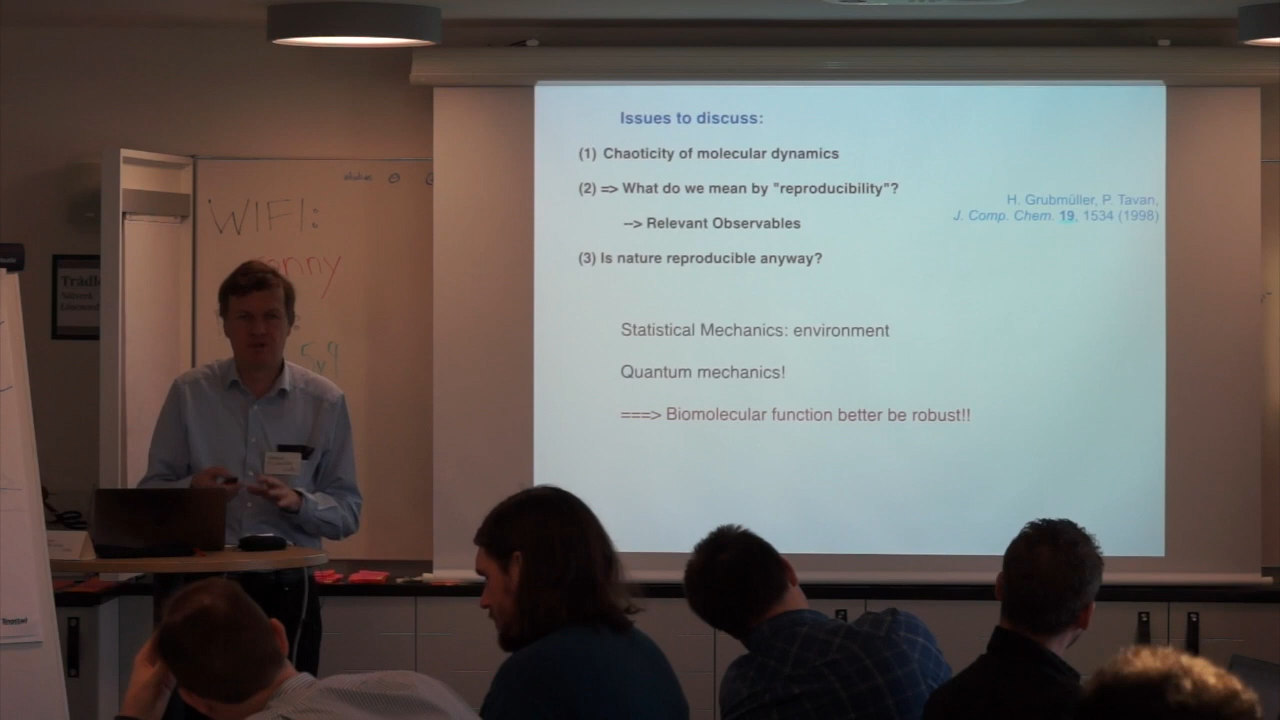 Issues to discuss:
(1) Chaoticity of molecular dynamics
(2) => What do we mean by "reproducibility"?
--> Relevant Observables
H. Grubmüller, P. Tavan,
J. Comp. Chem. 19, 1534 (1998)
(3) Is nature reproducible anyway?
Statistical Mechanics: environment
Quantum mechanics!
===> Biomolecular function better be robust!!
WIFI: